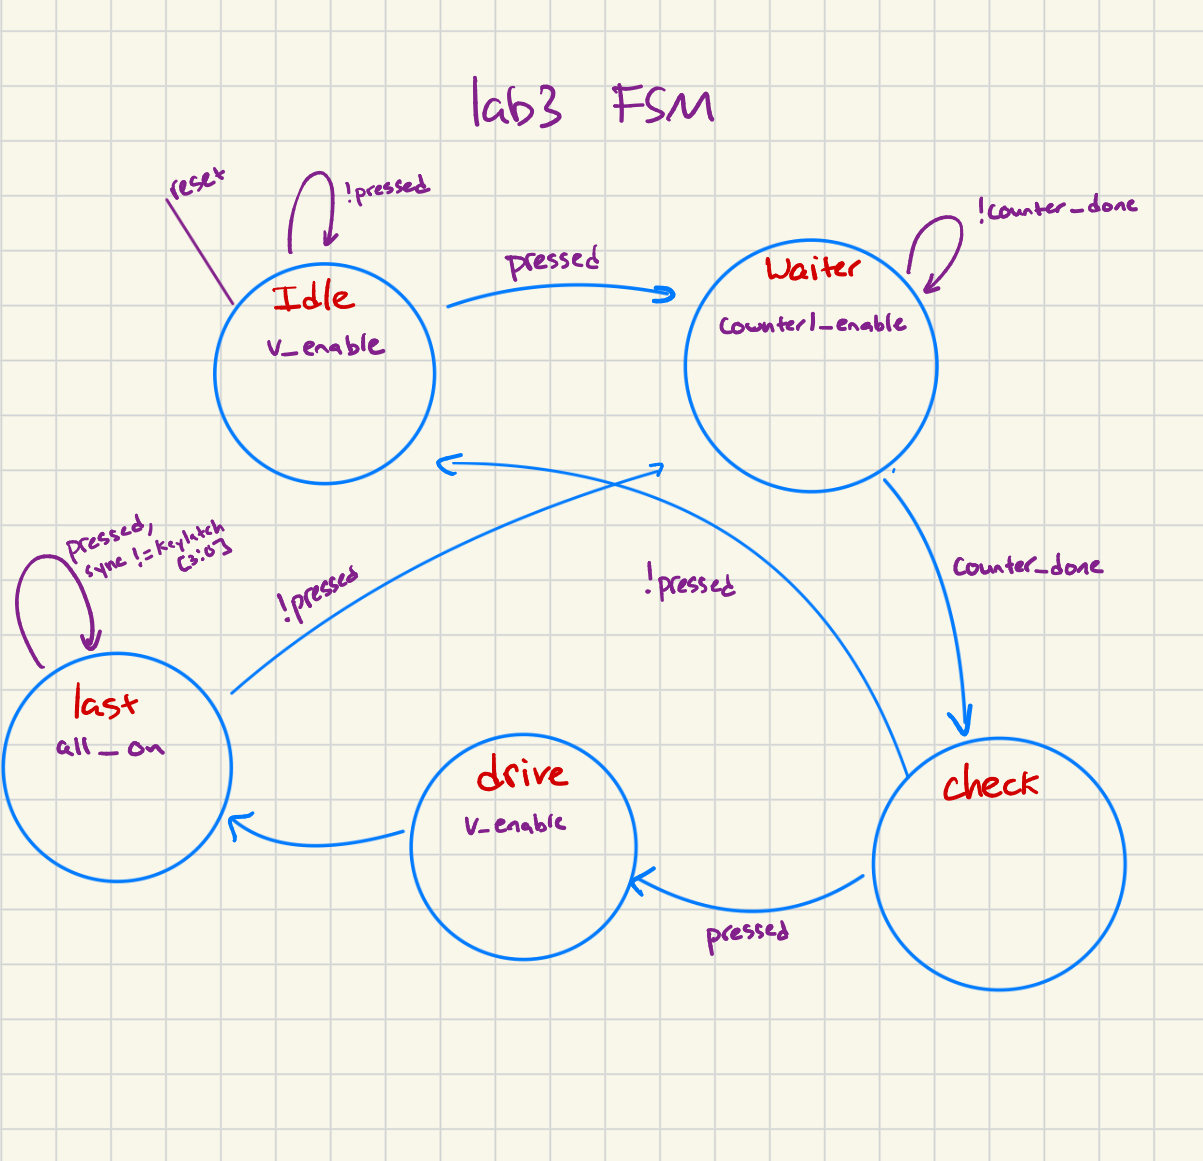 lab3 FSM
reset
!pressed
Idle
v_enable
pressed
Waiter
counter1_enable
!counter_done
pressed,
sync != keylatch
[3:0]
!pressed
!pressed
counter_done
last
all_on
drive
v_enable
pressed
check